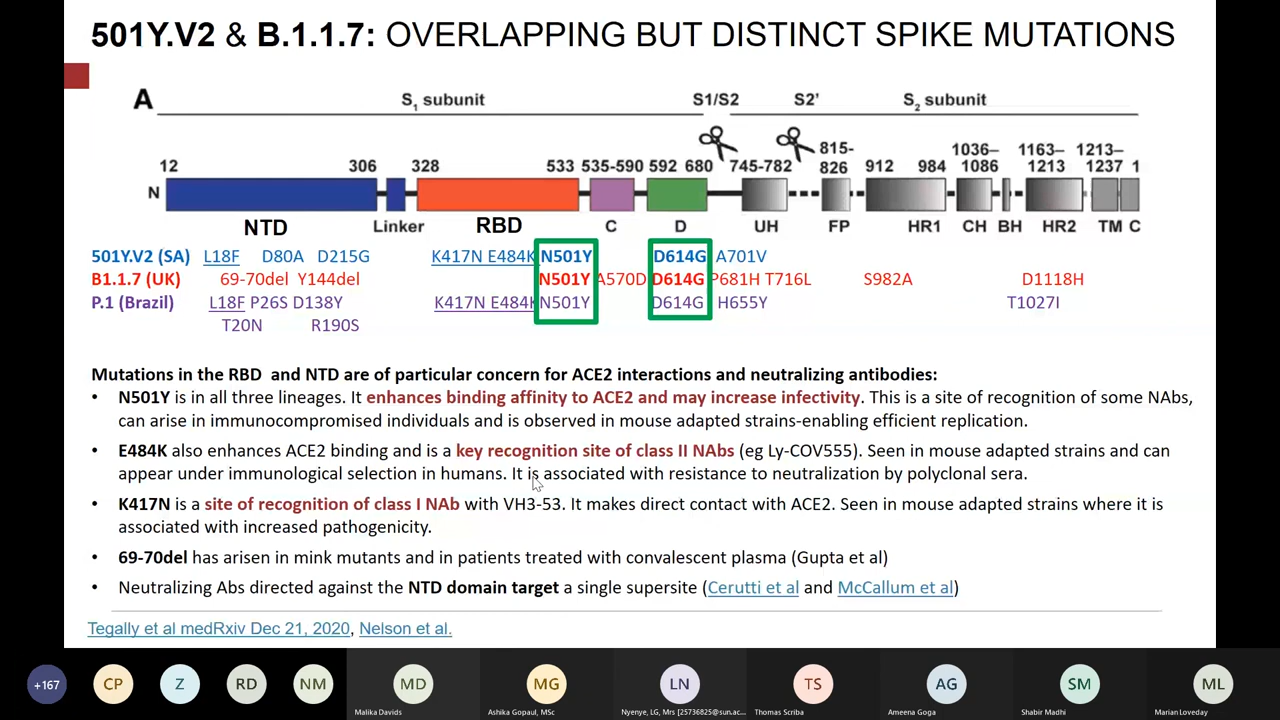 501Y.V2 & B.1.1.7: OVERLAPPING BUT DISTINCT SPIKE MUTATIONS
A
S1 subunit S1/S2 S2' S2 subunit
12 306 328 533 535-590 592 680 745-782 815-826 912 984 1036–1086 1163–1213 1213–1237 1
N
NTD Linker RBD C D UH FP HR1 CH BH HR2 TM C
501Y.V2 (SA) L18F D80A D215G K417N E484K N501Y D614G A701V
B1.1.7 (UK) 69-70del Y144del N501Y A570D D614G P681H T716L S982A D1118H
P.1 (Brazil) L18F P26S D138Y K417N E484K N501Y D614G H655Y T1027I
T20N R190S
Mutations in the RBD and NTD are of particular concern for ACE2 interactions and neutralizing antibodies:
• N501Y is in all three lineages. It enhances binding affinity to ACE2 and may increase infectivity. This is a site of recognition of some NAbs,
can arise in immunocompromised individuals and is observed in mouse adapted strains-enabling efficient replication.
• E484K also enhances ACE2 binding and is a key recognition site of class II NAbs (eg Ly-COV555). Seen in mouse adapted strains and can
appear under immunological selection in humans. It is associated with resistance to neutralization by polyclonal sera.
• K417N is a site of recognition of class I NAb with VH3-53. It makes direct contact with ACE2. Seen in mouse adapted strains where it is
associated with increased pathogenicity.
• 69-70del has arisen in mink mutants and in patients treated with convalescent plasma (Gupta et al)
• Neutralizing Abs directed against the NTD domain target a single supersite (Cerutti et al and McCallum et al)
Tegally et al medRxiv Dec 21, 2020, Nelson et al.
+167 CP Z RD NM MD MG LN TS AG SM ML
Malika Davids Ashika Gopaul, MSc Nyenye, LG, Mrs [25736825@sun.ac... Thomas Scriba Ameena Goga Shabir Madhi Marian Loveday